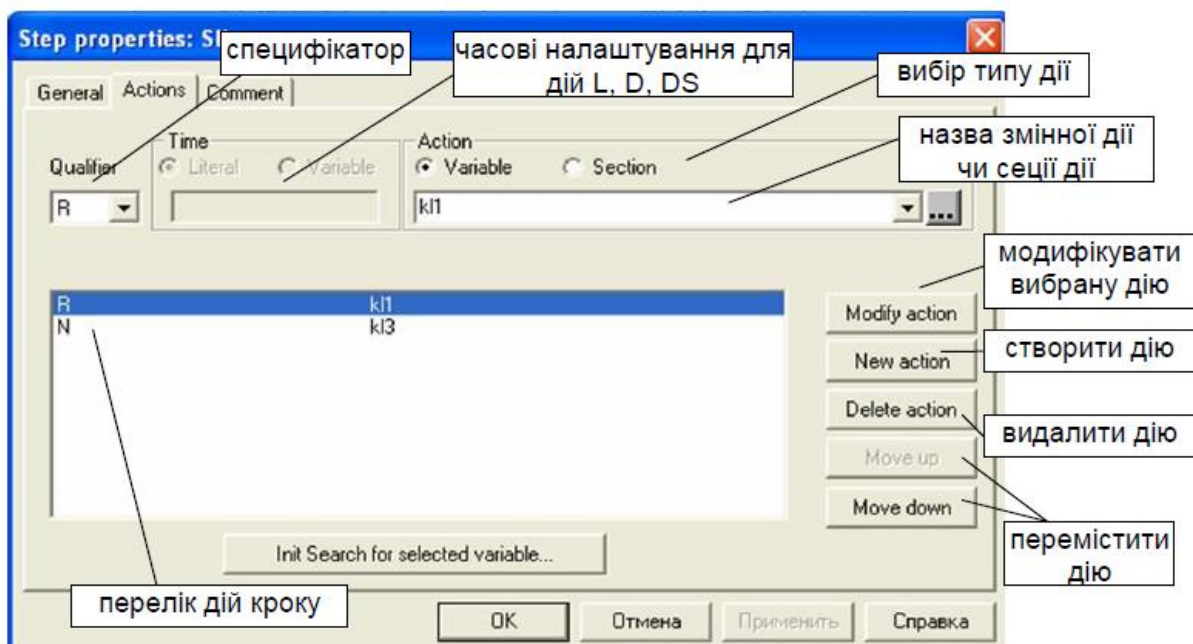 Step properties: S
специфікатор
часові налаштування для
дій L, D, DS
вибір типу дії
General Actions Comment
назва змінної дії
чи сеції дії
Time
Action
Qualifier
Literal
Variable
Variable
Section
R
kl1
...
модифікувати
вибрану дію
R kl1
N kl3
Modify action
New action
створити дію
Delete action
видалити дію
Move up
Move down
перемістити
дію
Init Search for selected variable...
перелік дій кроку
OK Отмена Применить Справка